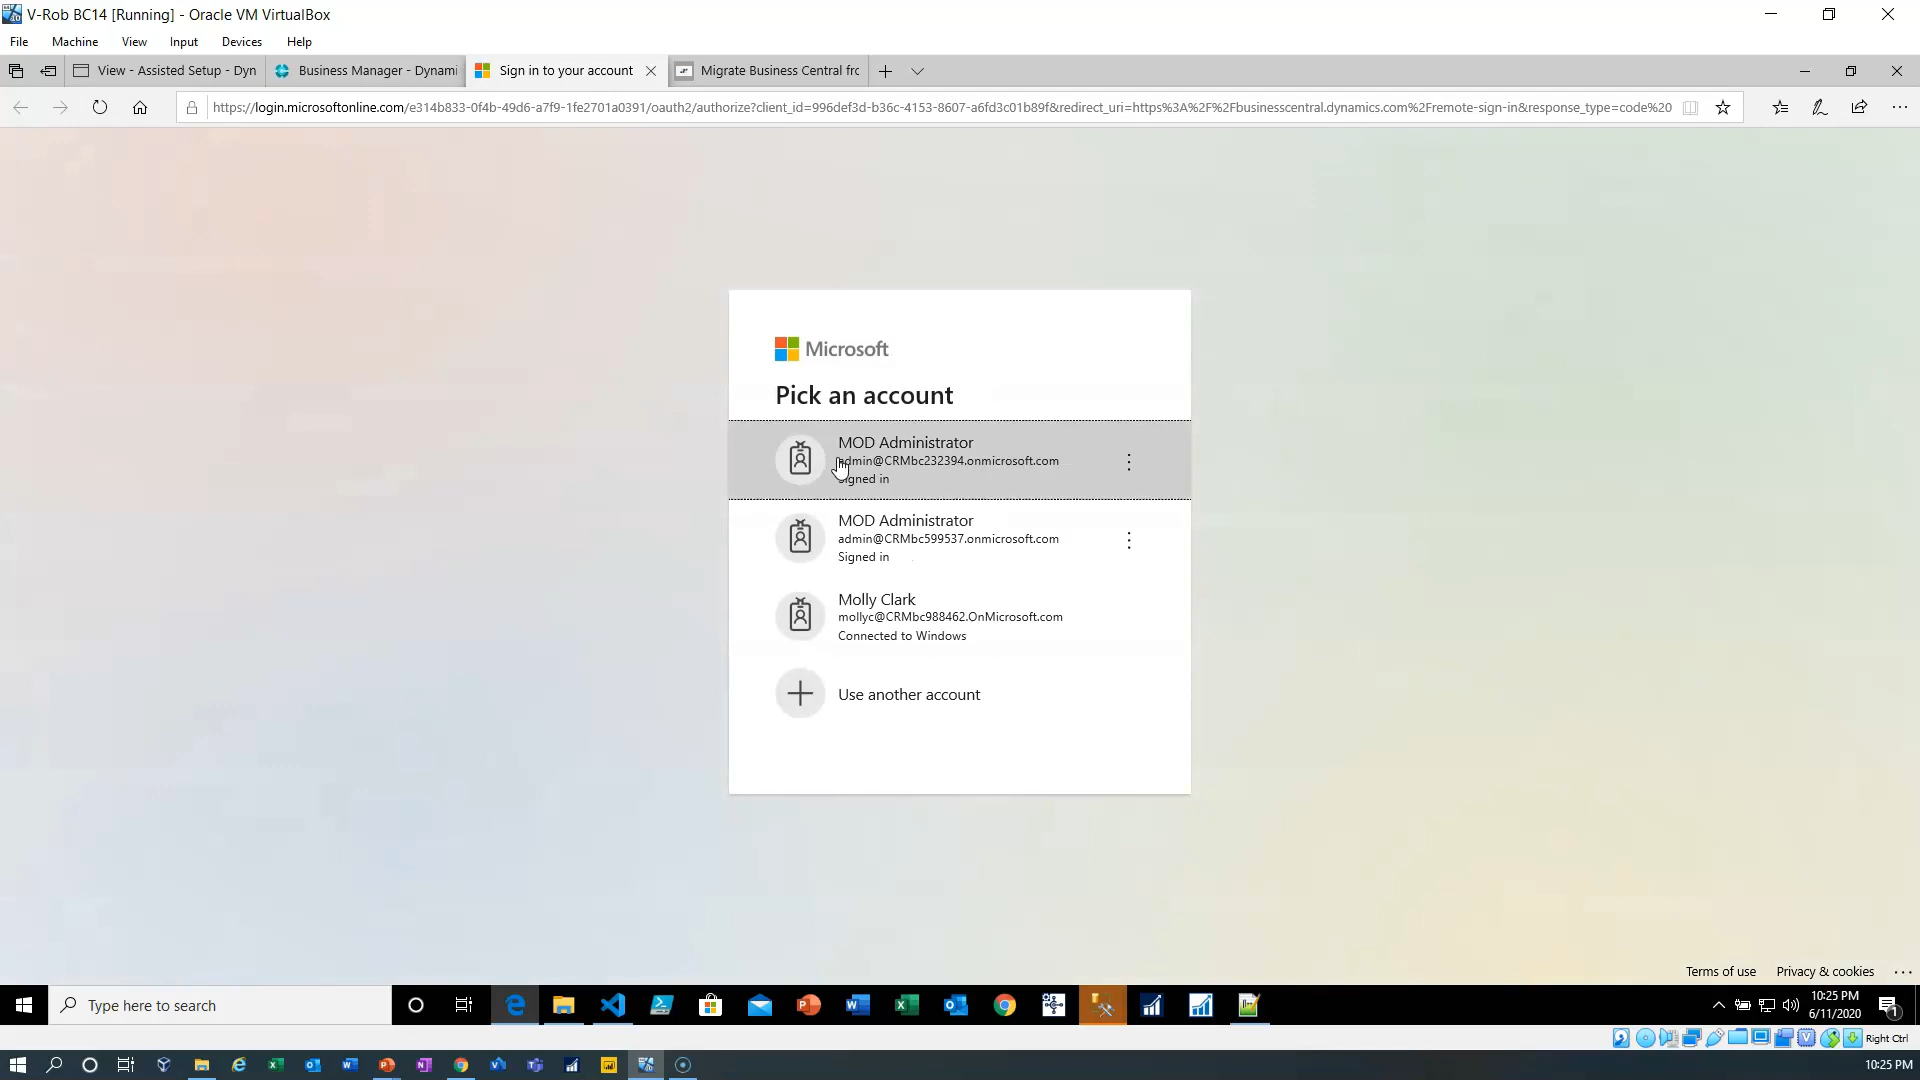 V-Rob BC14 [Running] - Oracle VM VirtualBox
File Machine View Input Devices Help
View - Assisted Setup - Dyn
Business Manager - Dynami
Sign in to your account
Migrate Business Central frc
https://login.microsoftonline.com/e314b833-0f4b-49d6-a7f9-1fe2701a0391/oauth2/authorize?client_id=996def3d-b36c-4153-8607-a6fd3c01b89f&redirect_uri=https%3A%2F%2Fbusinesscentral.dynamics.com%2Fremote-sign-in&response_type=code%20
Microsoft
Pick an account
MOD Administrator
admin@CRMbc232394.onmicrosoft.com
Signed in
MOD Administrator
admin@CRMbc599537.onmicrosoft.com
Signed in
Molly Clark
mollyc@CRMbc988462.OnMicrosoft.com
Connected to Windows
Use another account
Terms of use Privacy & cookies
Type here to search
10:25 PM
6/11/2020
1
Right Ctrl
10:25 PM